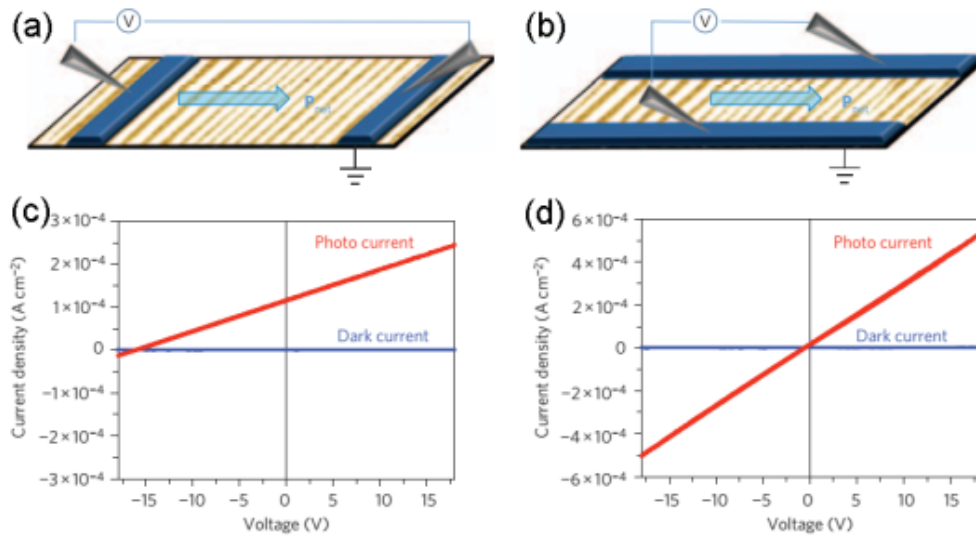 (a)
V
P_net
(b)
V
P_net
(c)
3×10⁻⁴
2×10⁻⁴
1×10⁻⁴
0
−1×10⁻⁴
−2×10⁻⁴
−3×10⁻⁴
Current density (A cm⁻²)
Photo current
Dark current
−15 −10 −5 0 5 10 15
Voltage (V)
(d)
6×10⁻⁴
4×10⁻⁴
2×10⁻⁴
0
−2×10⁻⁴
−4×10⁻⁴
−6×10⁻⁴
Current density (A cm⁻²)
Photo current
Dark current
−15 −10 −5 0 5 10 15
Voltage (V)